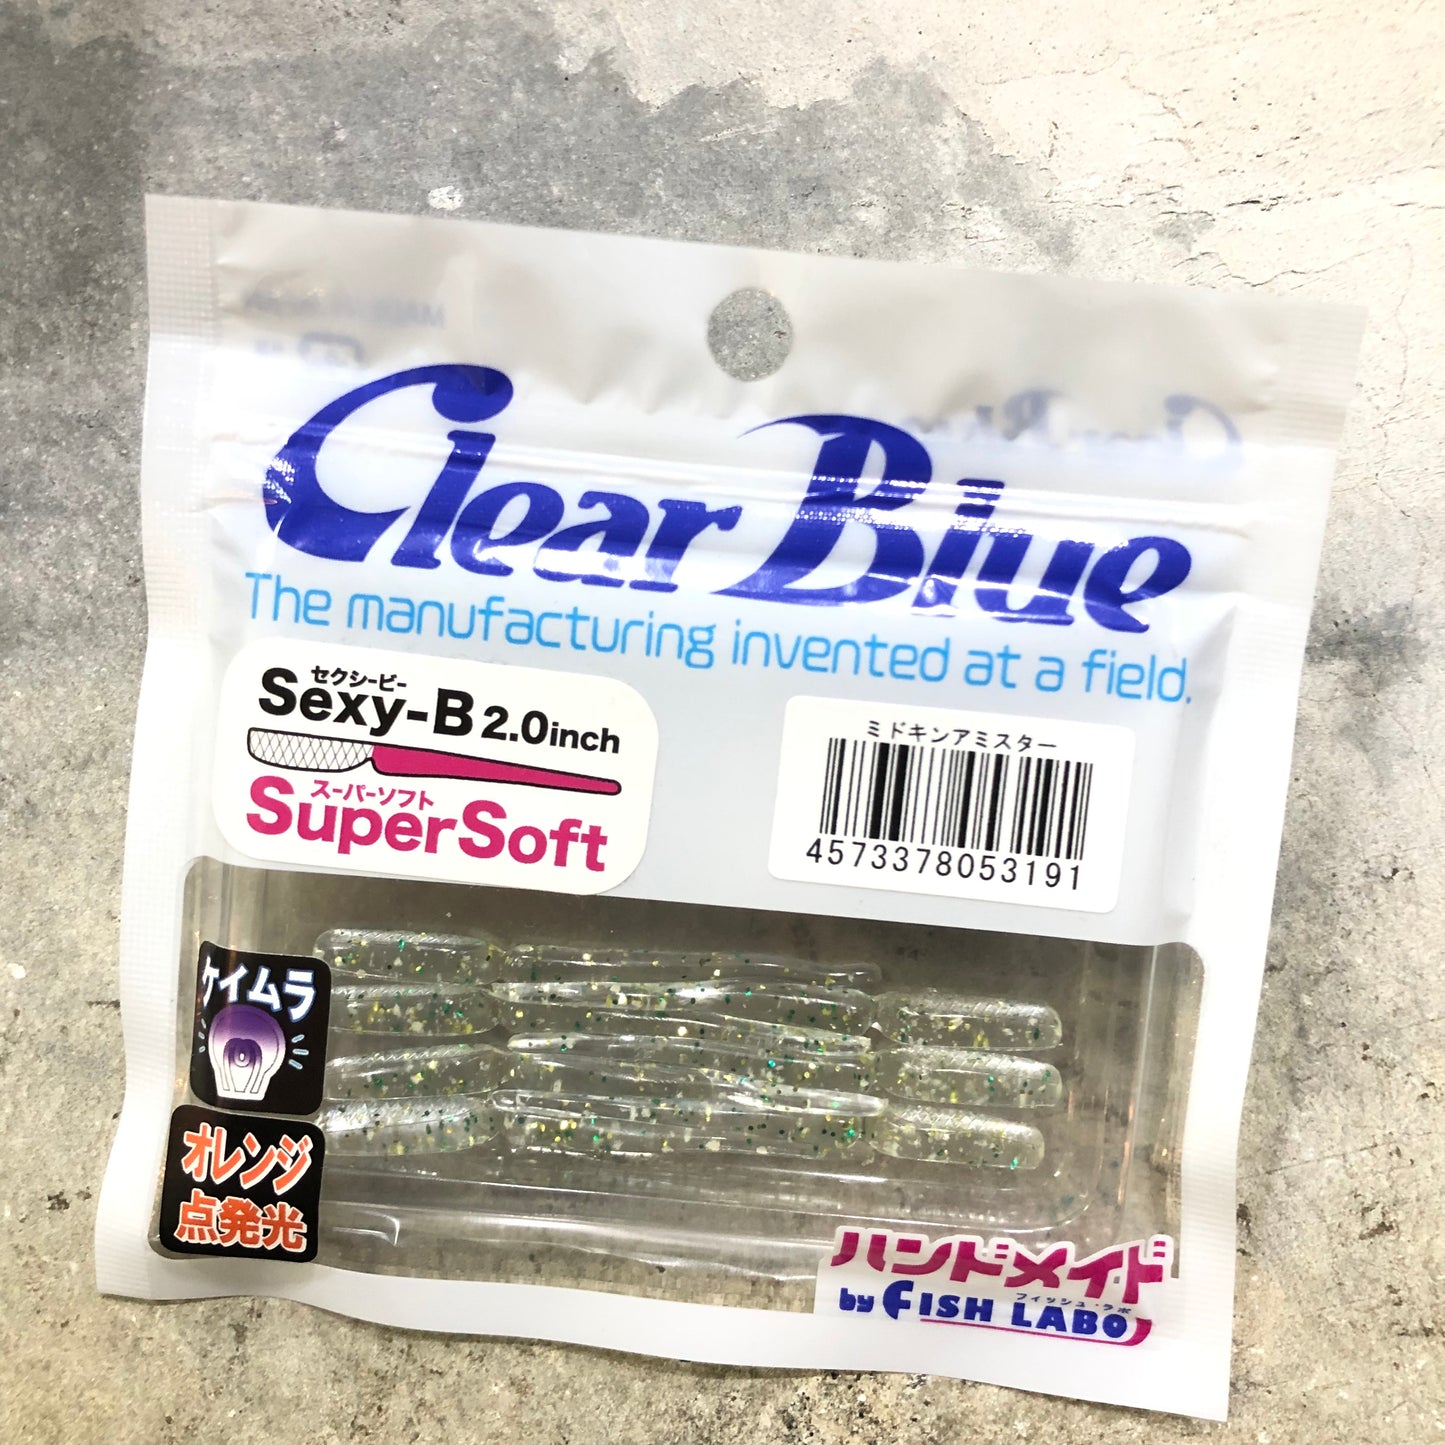 Clear Blue
The manufacturing invented at a field.
セクシービー
Sexy-B 2.0inch
スーパーソフト
SuperSoft
ミドキンアミスター
4573378053191
ケイムラ
オレンジ
点発光
ハンドメイド
フィッシュ・ラボ
by FISH LABO